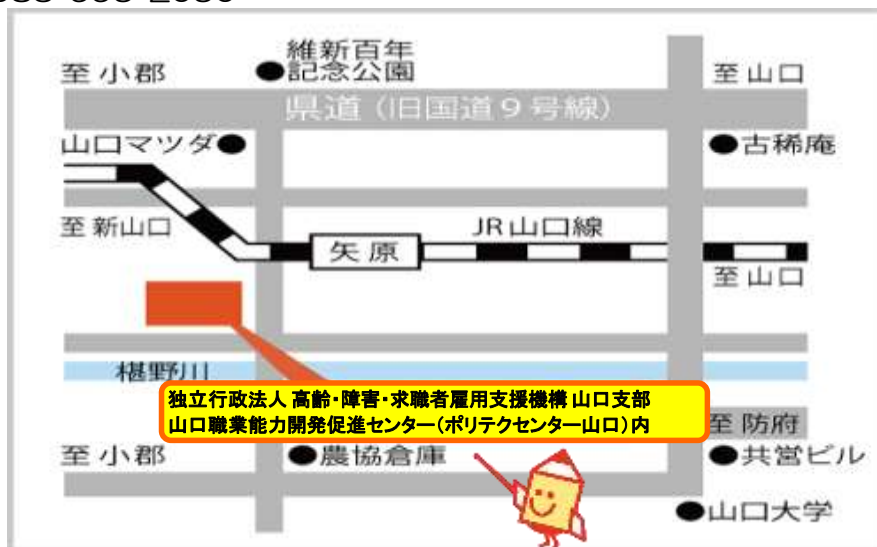 維新百年
記念公園
至 小郡
至 山口
県道（旧国道９号線）
山口マツダ
古稀庵
至 新山口
JR 山口線
矢 原
至 山口
椹野川
独立行政法人 高齢・障害・求職者雇用支援機構 山口支部
山口職業能力開発促進センター（ポリテクセンター山口）内
至 防府
至 小郡
農協倉庫
共営ビル
山口大学